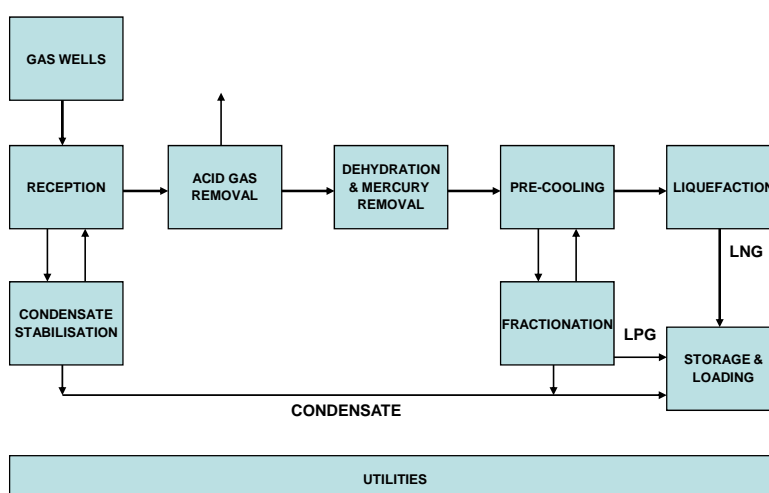 GAS WELLS
RECEPTION
ACID GAS
REMOVAL
DEHYDRATION
& MERCURY
REMOVAL
PRE-COOLING
LIQUEFACTION
LNG
CONDENSATE
STABILISATION
FRACTIONATION
LPG
STORAGE &
LOADING
CONDENSATE
UTILITIES